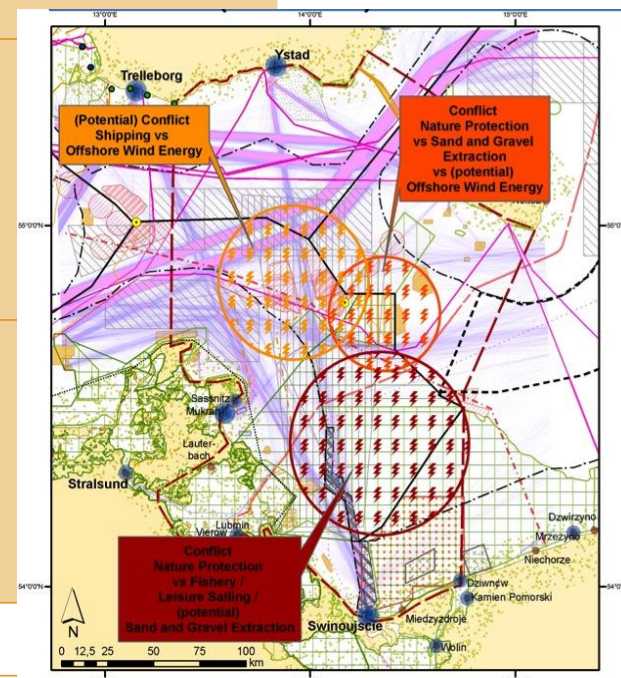 13°0'0"E
14°0'0"E
15°0'0"E
Ystad
Trelleborg
(Potential) Conflict
Shipping vs
Offshore Wind Energy
Conflict
Nature Protection
vs Sand and Gravel
Extraction
vs (potential)
Offshore Wind Energy
55°0'0"N
55°0'0"N
Sassnitz
Mukran
Lauter-
bach
Stralsund
Lubmin
Vierow
Dzwirzyno
Mrzezyno
Niechorze
Conflict
Nature Protection
vs Fishery /
Leisure Sailing /
(potential)
Sand and Gravel Extraction
54°0'0"N
Dziwnów
Kamien Pomorski
Miedzyzdroje
Swinoujscie
Wolin
N
0 12,5 25 50 75 100
km